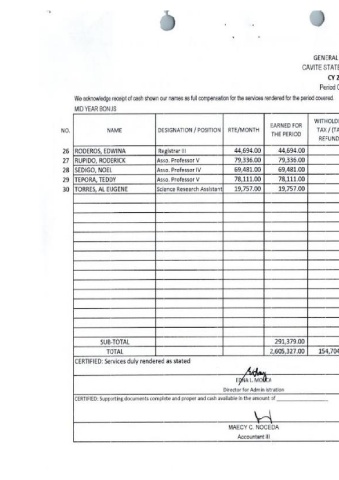 GENERAL
CAVITE STATE
CY 2
Period C
We acknowledge receipt of cash shown our names as full compensation for the services rendered for the period covered.
MID YEAR BONUS
NO. NAME DESIGNATION / POSITION RTE/MONTH EARNED FOR THE PERIOD WITHHOLDI TAX / (TA REFUND
26 RODEROS, EDWINA Registrar III 44,694.00 44,694.00
27 RUPIDO, RODERICK Asso. Professor V 79,336.00 79,336.00
28 SEDIGO, NOEL Asso. Professor IV 69,481.00 69,481.00
29 TEPORA, TEDDY Asso. Professor V 78,111.00 78,111.00
30 TORRES, AL EUGENE Science Research Assistant 19,757.00 19,757.00
SUB-TOTAL 291,379.00
TOTAL 2,605,327.00 154,704
CERTIFIED: Services duly rendered as stated
EDNA L.
Director for Administration
CERTIFIED: Supporting documents complete and proper and cash available in the amount of
MAECY C. NOCEDA
Accountant III